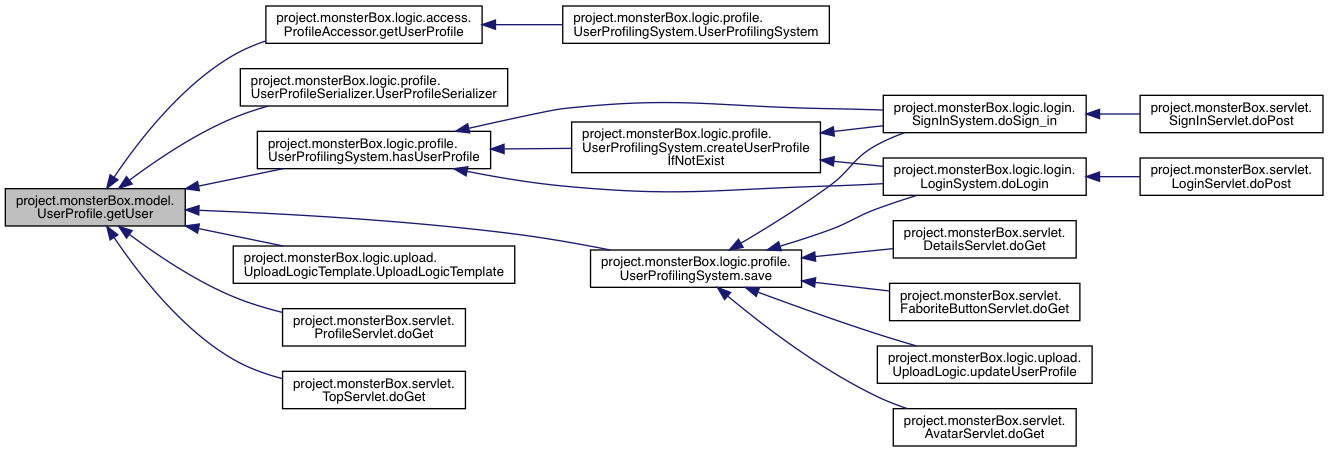 project.monsterBox.logic.access.
ProfileAccessor.getUserProfile
project.monsterBox.logic.profile.
UserProfilingSystem.UserProfilingSystem
project.monsterBox.logic.profile.
UserProfileSerializer.UserProfileSerializer
project.monsterBox.logic.profile.
UserProfilingSystem.hasUserProfile
project.monsterBox.logic.profile.
UserProfilingSystem.createUserProfile
IfNotExist
project.monsterBox.logic.login.
SignInSystem.doSign_in
project.monsterBox.servlet.
SignInServlet.doPost
project.monsterBox.logic.login.
LoginSystem.doLogin
project.monsterBox.servlet.
LoginServlet.doPost
project.monsterBox.model.
UserProfile.getUser
project.monsterBox.logic.upload.
UploadLogicTemplate.UploadLogicTemplate
project.monsterBox.logic.profile.
UserProfilingSystem.save
project.monsterBox.servlet.
DetailsServlet.doGet
project.monsterBox.servlet.
FaboriteButtonServlet.doGet
project.monsterBox.servlet.
ProfileServlet.doGet
project.monsterBox.logic.upload.
UploadLogic.updateUserProfile
project.monsterBox.servlet.
TopServlet.doGet
project.monsterBox.servlet.
AvatarServlet.doGet